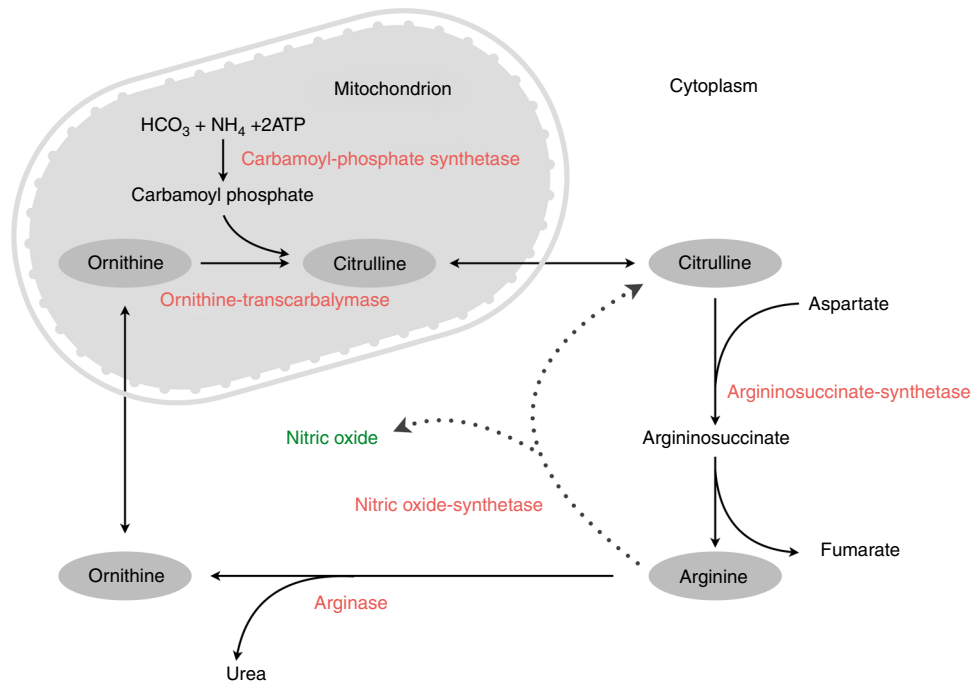 Mitochondrion
Cytoplasm
HCO₃ + NH₄ +2ATP
Carbamoyl-phosphate synthetase
Carbamoyl phosphate
Ornithine
Citrulline
Citrulline
Ornithine-transcarbalymase
Aspartate
Argininosuccinate-synthetase
Nitric oxide
Argininosuccinate
Nitric oxide-synthetase
Fumarate
Ornithine
Arginine
Arginase
Urea